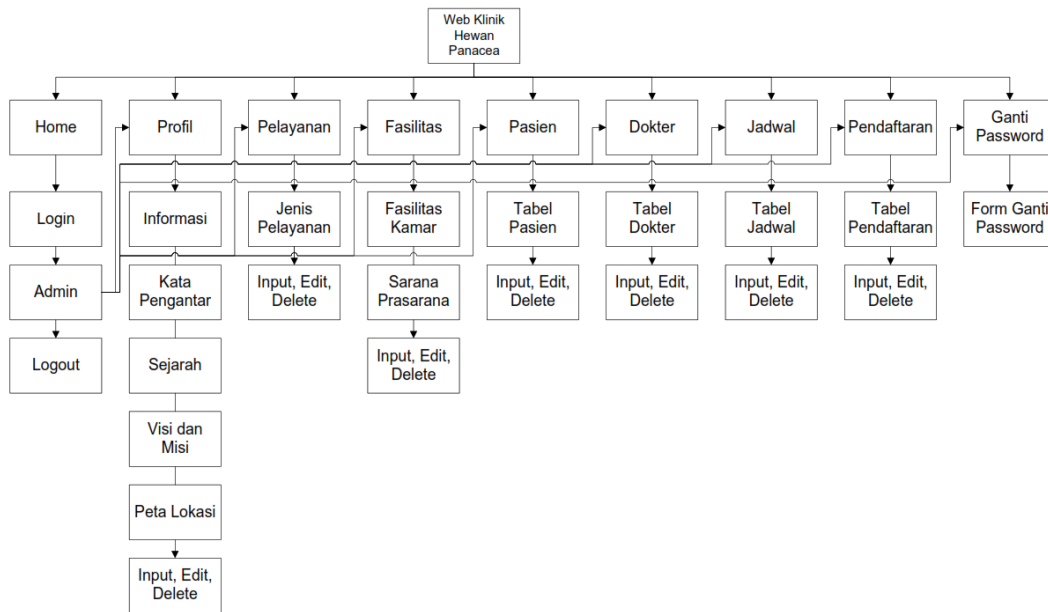 Web Klinik
Hewan
Panacea
Home
Profil
Pelayanan
Fasilitas
Pasien
Dokter
Jadwal
Pendaftaran
Ganti
Password
Login
Informasi
Jenis
Pelayanan
Fasilitas
Kamar
Tabel
Pasien
Tabel
Dokter
Tabel
Jadwal
Tabel
Pendaftaran
Form Ganti
Password
Admin
Kata
Pengantar
Input, Edit,
Delete
Sarana
Prasarana
Input, Edit,
Delete
Input, Edit,
Delete
Input, Edit,
Delete
Input, Edit,
Delete
Logout
Sejarah
Input, Edit,
Delete
Visi dan
Misi
Peta Lokasi
Input, Edit,
Delete